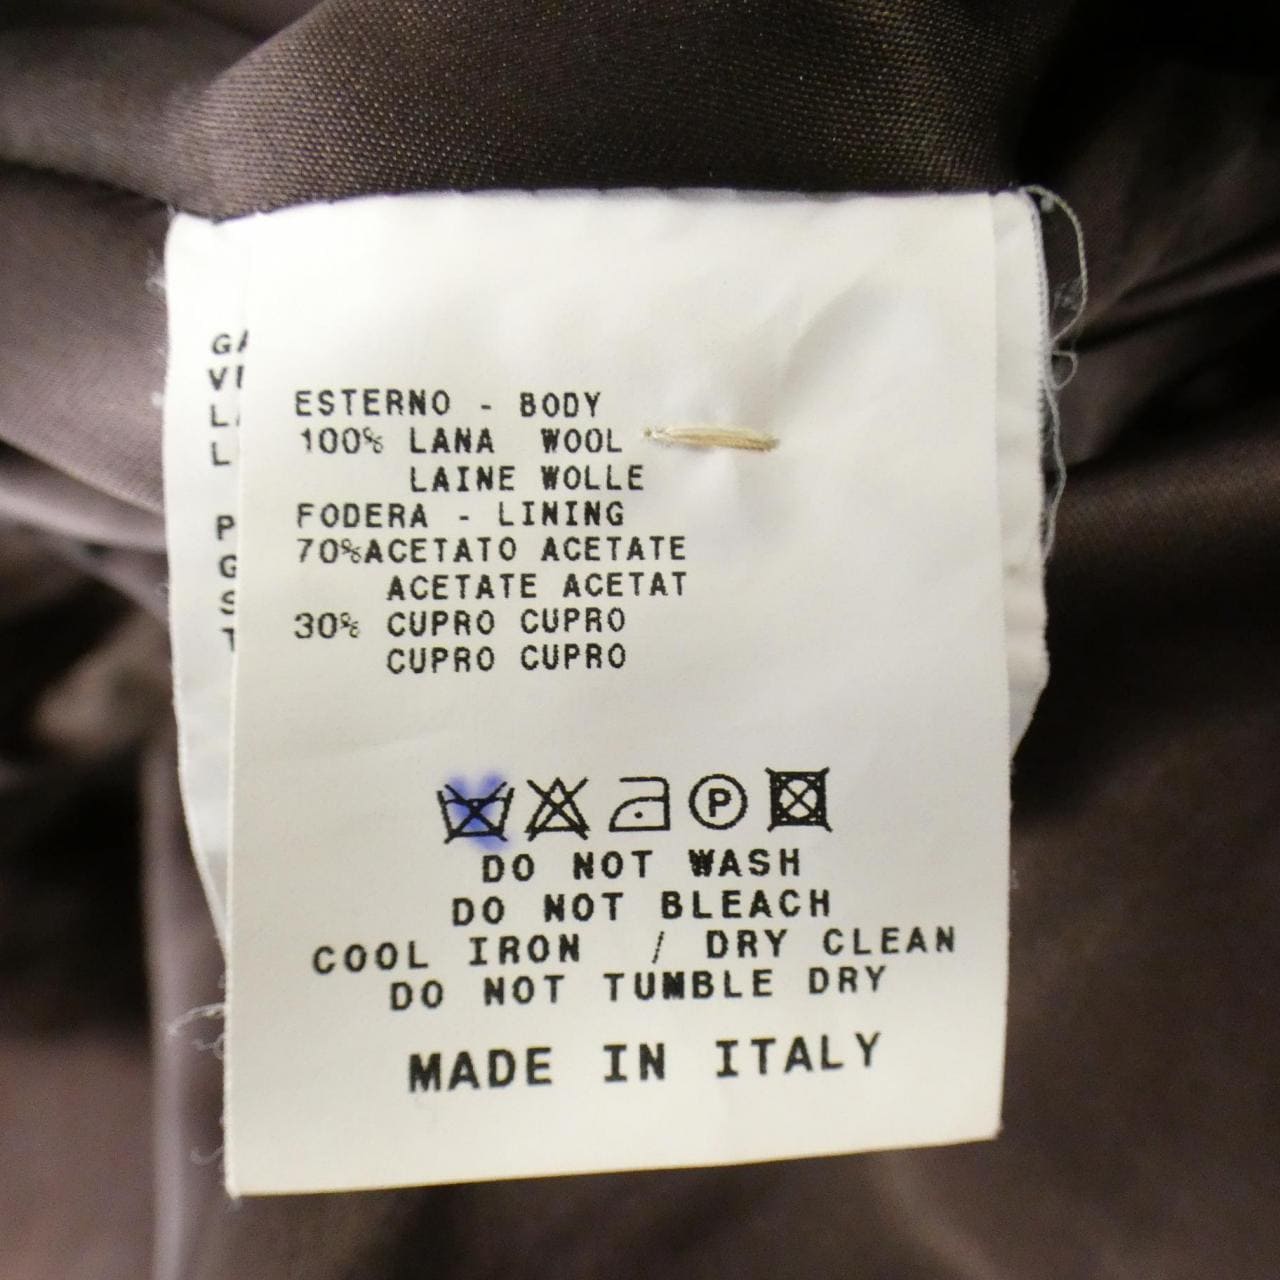 ESTERNO - BODY
100% LANA WOOL
LAINE WOLLE
FODERA - LINING
70% ACETATO ACETATE
ACETATE ACETAT
30% CUPRO CUPRO
CUPRO CUPRO
P
DO NOT WASH
DO NOT BLEACH
COOL IRON / DRY CLEAN
DO NOT TUMBLE DRY
MADE IN ITALY